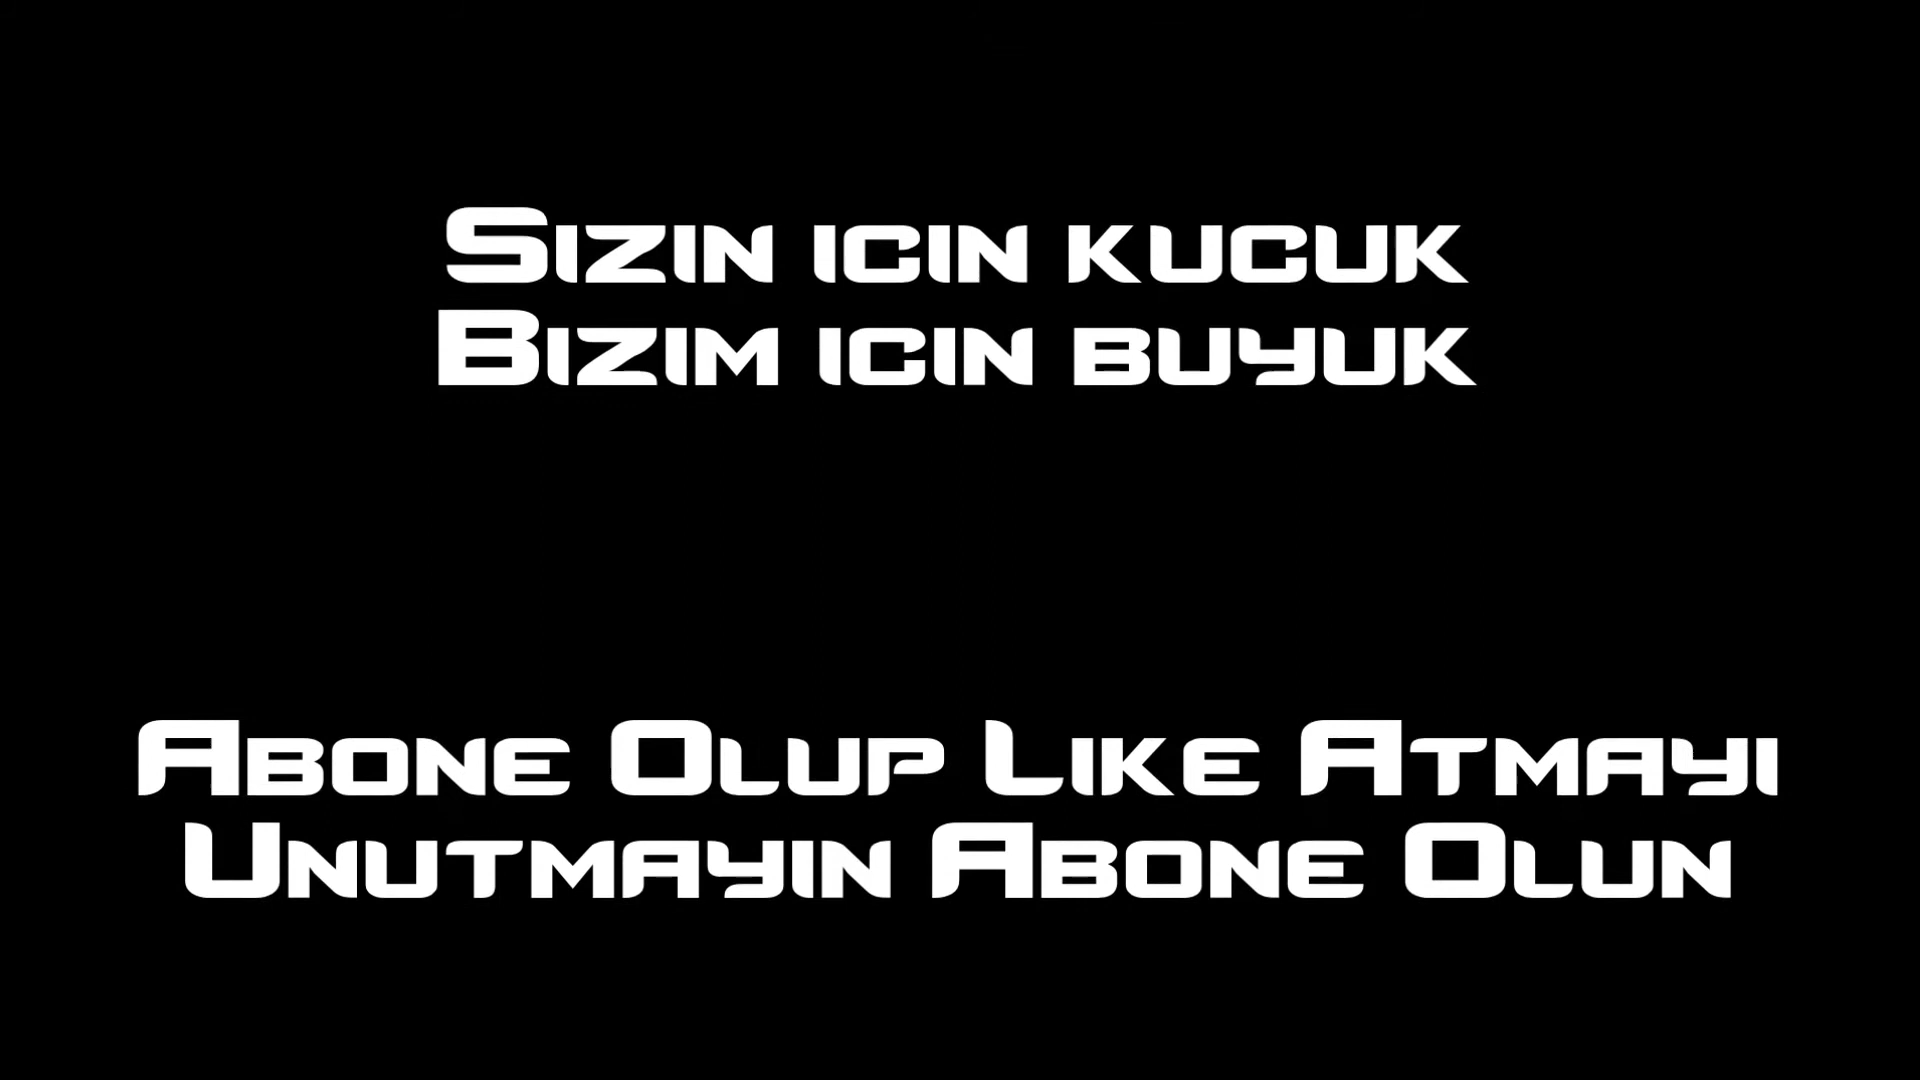 Sizin icin kucuk
Bizim icin buyuk
Abone Olup Like Atmayi
Unutmayin Abone Olun